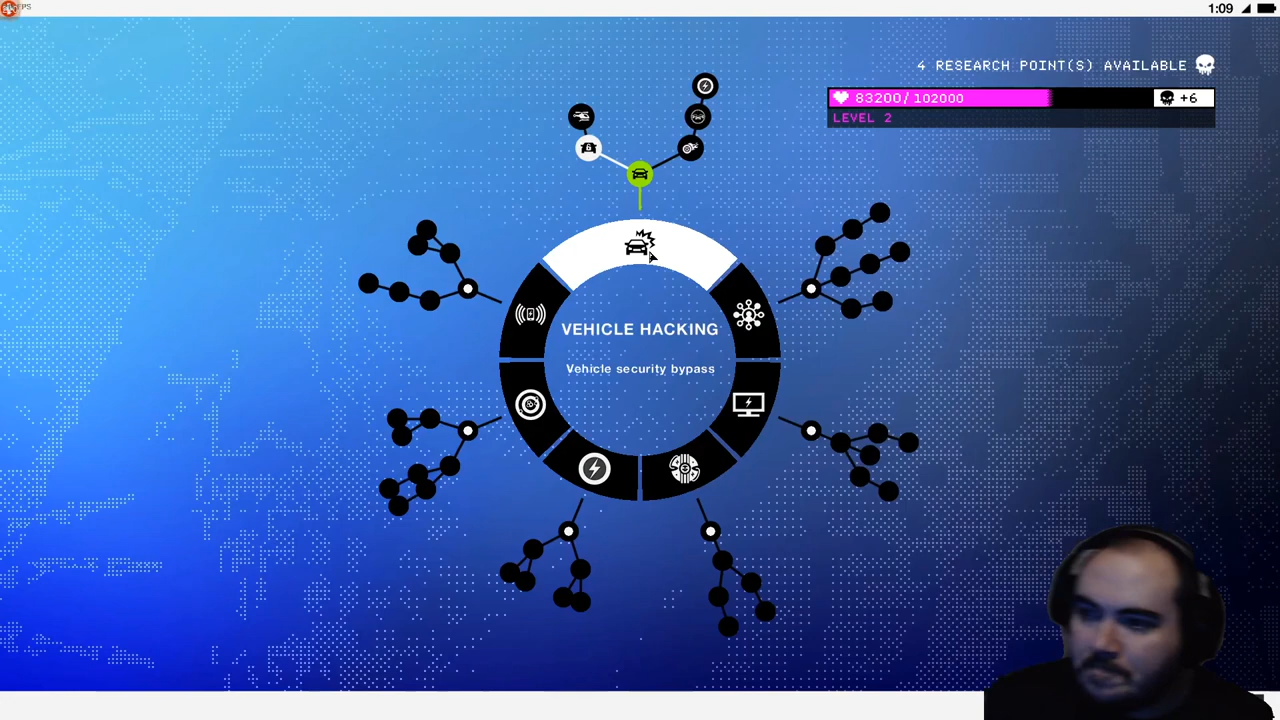 1:09
4 RESEARCH POINT(S) AVAILABLE
83200/102000
+6
LEVEL 2
VEHICLE HACKING
Vehicle security bypass